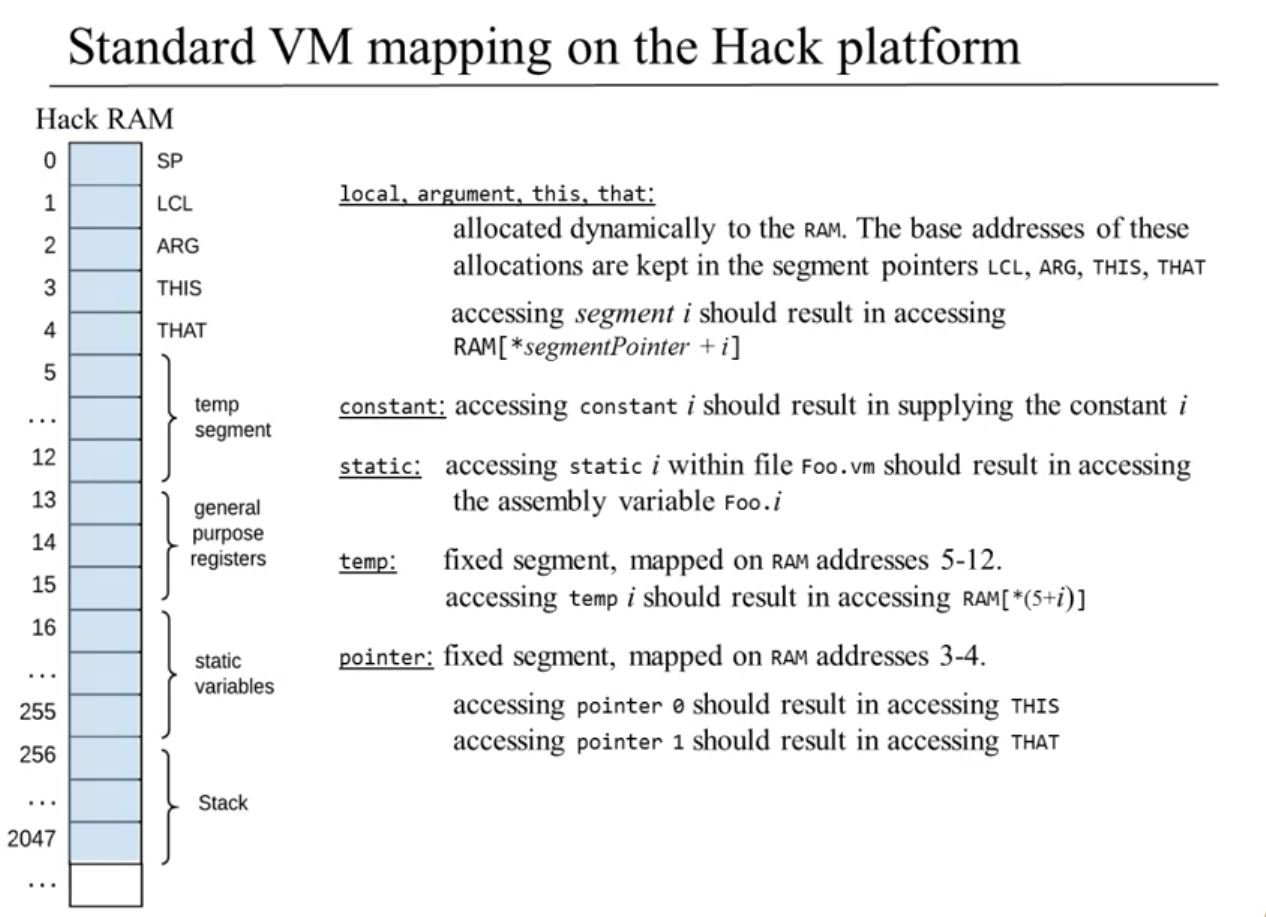 Standard VM mapping on the Hack platform
Hack RAM
0 SP
1 LCL
2 ARG
3 THIS
4 THAT
5
...
12
temp
segment
13
14
15
general
purpose
registers
16
...
255
static
variables
256
...
2047
Stack
...
local, argument, this, that:
allocated dynamically to the RAM. The base addresses of these
allocations are kept in the segment pointers LCL, ARG, THIS, THAT
accessing segment i should result in accessing
RAM[*segmentPointer + i]
constant: accessing constant i should result in supplying the constant i
static: accessing static i within file Foo.vm should result in accessing
the assembly variable Foo.i
temp: fixed segment, mapped on RAM addresses 5-12.
accessing temp i should result in accessing RAM[*(5+i)]
pointer: fixed segment, mapped on RAM addresses 3-4.
accessing pointer 0 should result in accessing THIS
accessing pointer 1 should result in accessing THAT